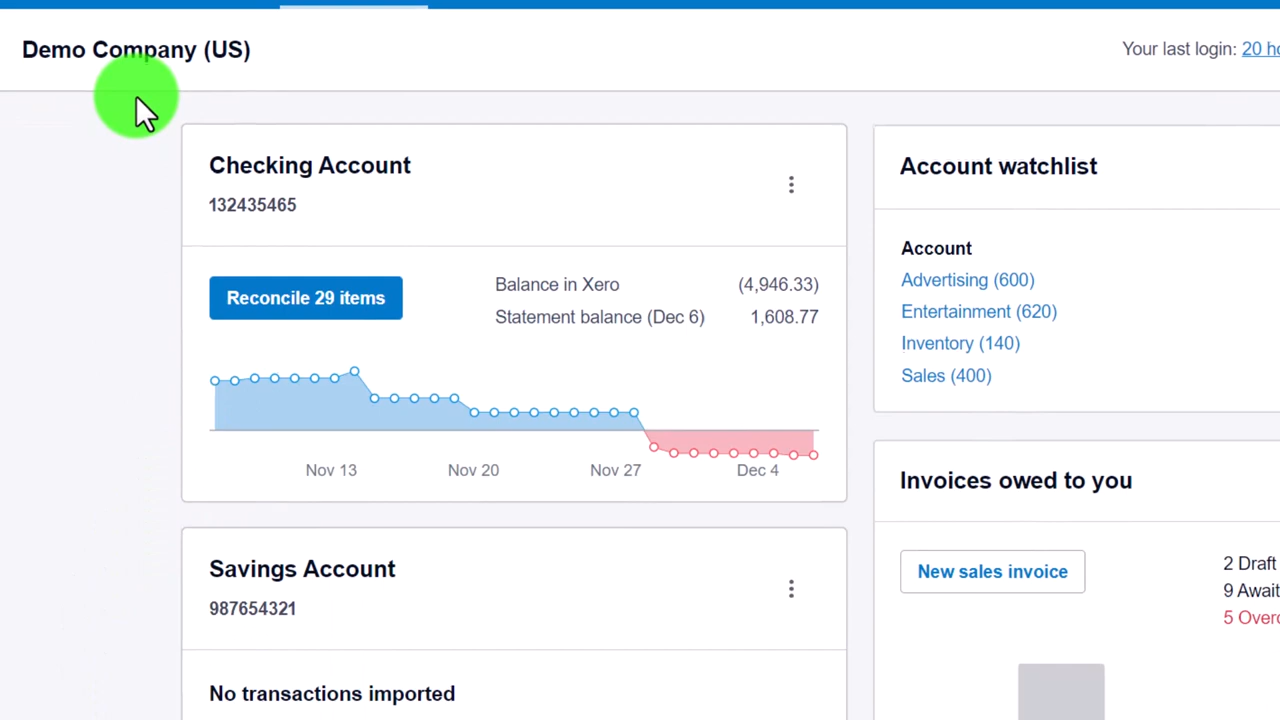 Demo Company (US)
Your last login: 20 ho
Checking Account
132435465
Reconcile 29 items
Balance in Xero (4,946.33)
Statement balance (Dec 6) 1,608.77
Nov 13 Nov 20 Nov 27 Dec 4
Savings Account
987654321
No transactions imported
Account watchlist
Account
Advertising (600)
Entertainment (620)
Inventory (140)
Sales (400)
Invoices owed to you
New sales invoice
2 Draft
9 Await
5 Overd